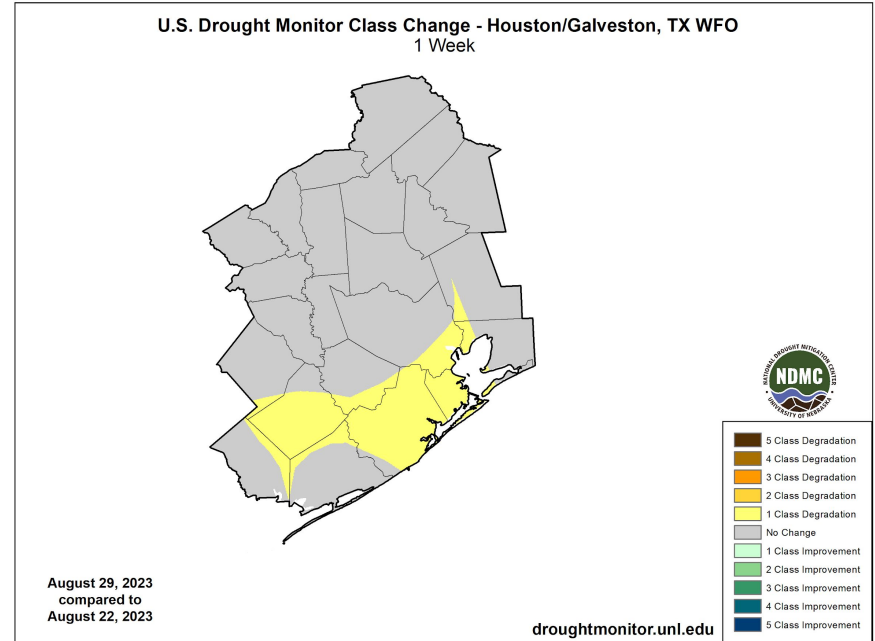 U.S. Drought Monitor Class Change - Houston/Galveston, TX WFO
1 Week
NATIONAL DROUGHT MITIGATION CENTER
NDMC
UNIVERSITY OF NEBRASKA
5 Class Degradation
4 Class Degradation
3 Class Degradation
2 Class Degradation
1 Class Degradation
No Change
1 Class Improvement
2 Class Improvement
3 Class Improvement
4 Class Improvement
5 Class Improvement
August 29, 2023
compared to
August 22, 2023
droughtmonitor.unl.edu